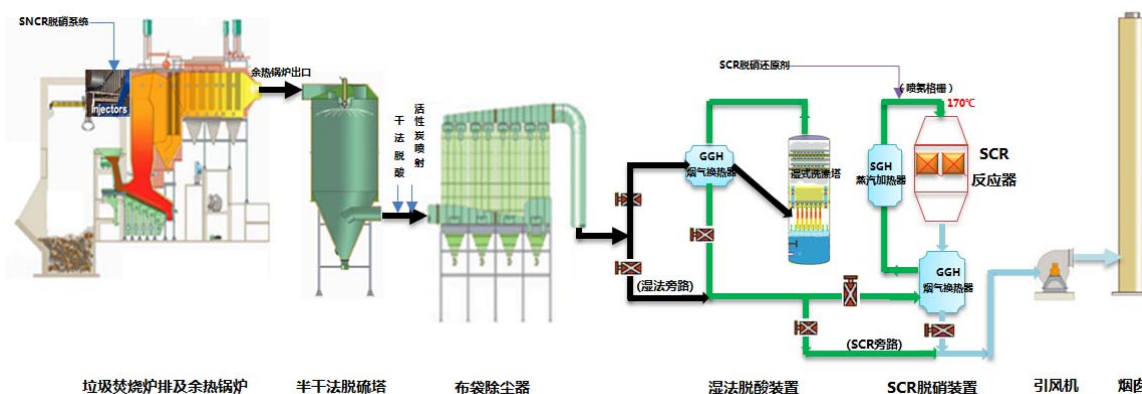 SNCR脱硝系统
injectors
余热锅炉出口
干法脱酸
活性炭喷射
SCR脱硝还原剂
(喷氨格栅)
170℃
GGH
烟气换热器
湿式洗涤塔
SGH
蒸汽加热器
SCR
反应器
GGH
烟气换热器
(湿法旁路)
(SCR旁路)
垃圾焚烧炉排及余热锅炉
半干法脱硫塔
布袋除尘器
湿法脱酸装置
SCR脱硝装置
引风机
烟囱